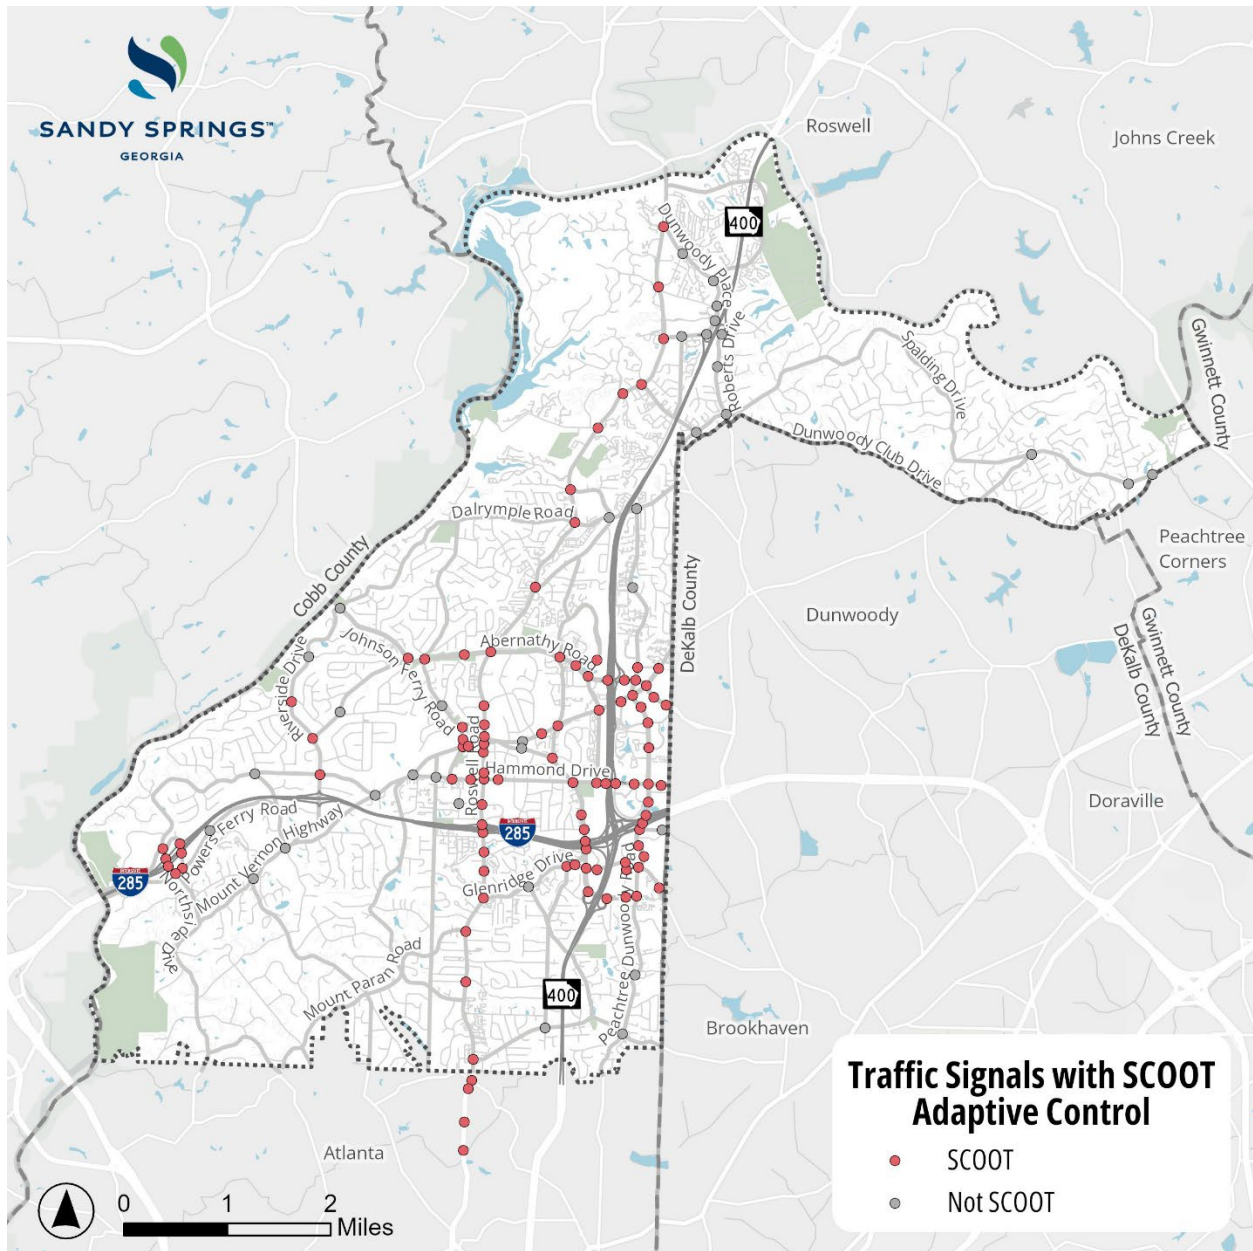 SANDY SPRINGS™
GEORGIA
Roswell
Johns Creek
400
Dunwoody Place
Roberts Drive
Spalding Drive
Gwinnett County
Dunwoody Club Drive
Dalrymple Road
Peachtree
Corners
Cobb County
DeKalb County
Dunwoody
Gwinnett County
DeKalb County
Johnson Ferry Road
Abernathy Road
Riverside Drive
Roswell Road
Hammond Drive
Doraville
Powers Ferry Road
INTERSTATE
285
Mount Vernon Highway
Glenridge Drive
INTERSTATE
285
Northside Drive
Peachtree Dunwoody Road
Mount Paran Road
400
Brookhaven
Atlanta
Traffic Signals with SCOOT
Adaptive Control
SCOOT
Not SCOOT
0 1 2
Miles